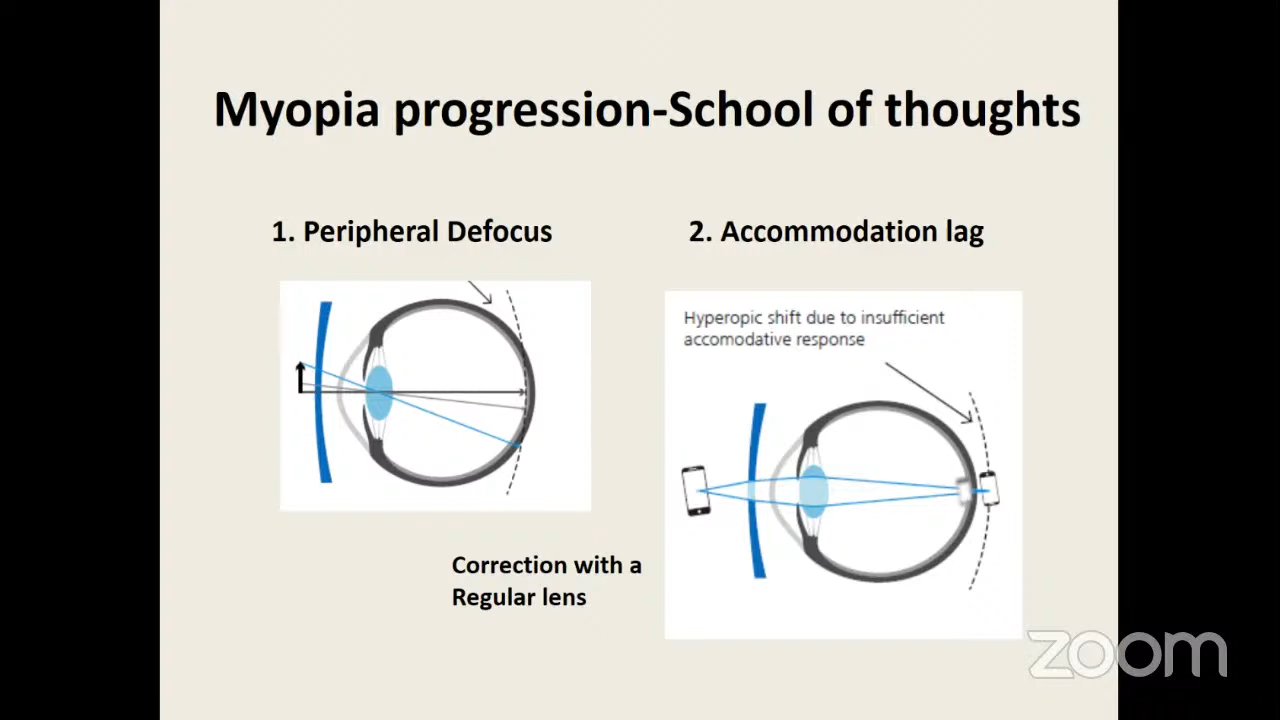 Myopia progression-School of thoughts
1. Peripheral Defocus
2. Accommodation lag
Hyperopic shift due to insufficient
accomodative response
Correction with a
Regular lens
zoom